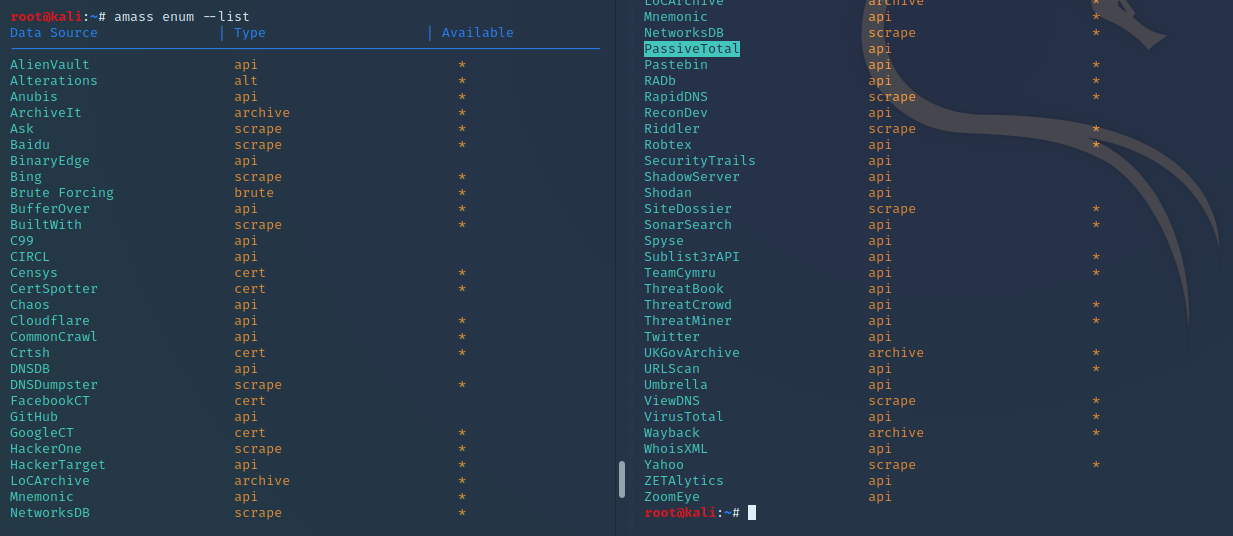 root@kali:~# amass enum --list
Data Source | Type | Available
AlienVault api *
Alterations alt *
Anubis api *
ArchiveIt archive *
Ask scrape *
Baidu scrape *
BinaryEdge api
Bing scrape *
Brute Forcing brute *
BufferOver api *
BuiltWith scrape *
C99 api
CIRCL api
Censys cert *
CertSpotter cert *
Chaos api
Cloudflare api *
CommonCrawl api *
Crtsh cert *
DNSDB api
DNSDumpster scrape *
FacebookCT cert
GitHub api
GoogleCT cert *
HackerOne scrape *
HackerTarget api *
LoCArchive archive *
Mnemonic api *
NetworksDB scrape *
LoCArchive archive *
Mnemonic api *
NetworksDB scrape *
PassiveTotal api
Pastebin api *
RADb api *
RapidDNS scrape *
ReconDev api
Riddler scrape *
Robtex api *
SecurityTrails api
ShadowServer api
Shodan api
SiteDossier scrape *
SonarSearch api *
Spyse api
Sublist3rAPI api *
TeamCymru api *
ThreatBook api
ThreatCrowd api *
ThreatMiner api *
Twitter api
UKGovArchive archive *
URLScan api *
Umbrella api
ViewDNS scrape *
VirusTotal api *
Wayback archive *
WhoisXML api
Yahoo scrape *
ZETAlytics api
ZoomEye api
root@kali:~#